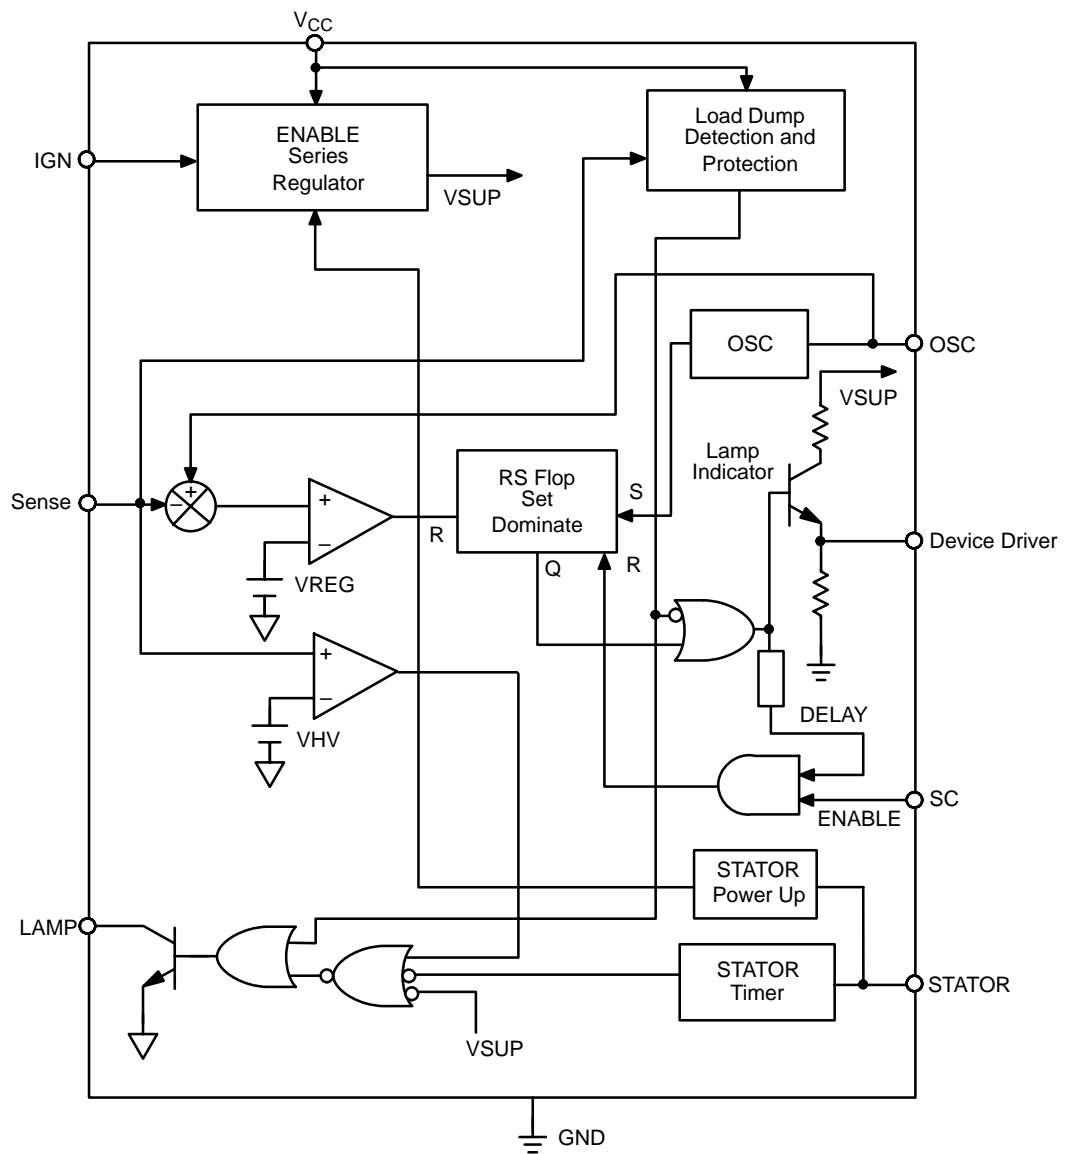 VCC
ENABLE
Series
Regulator
Load Dump
Detection and
Protection
IGN
VSUP
OSC
OSC
VSUP
Lamp
Indicator
Sense
+
−
+
−
VREG
RS Flop
Set
Dominate
R
S
Q
R
Device Driver
+
−
VHV
DELAY
SC
ENABLE
STATOR
Power Up
LAMP
STATOR
Timer
STATOR
VSUP
GND